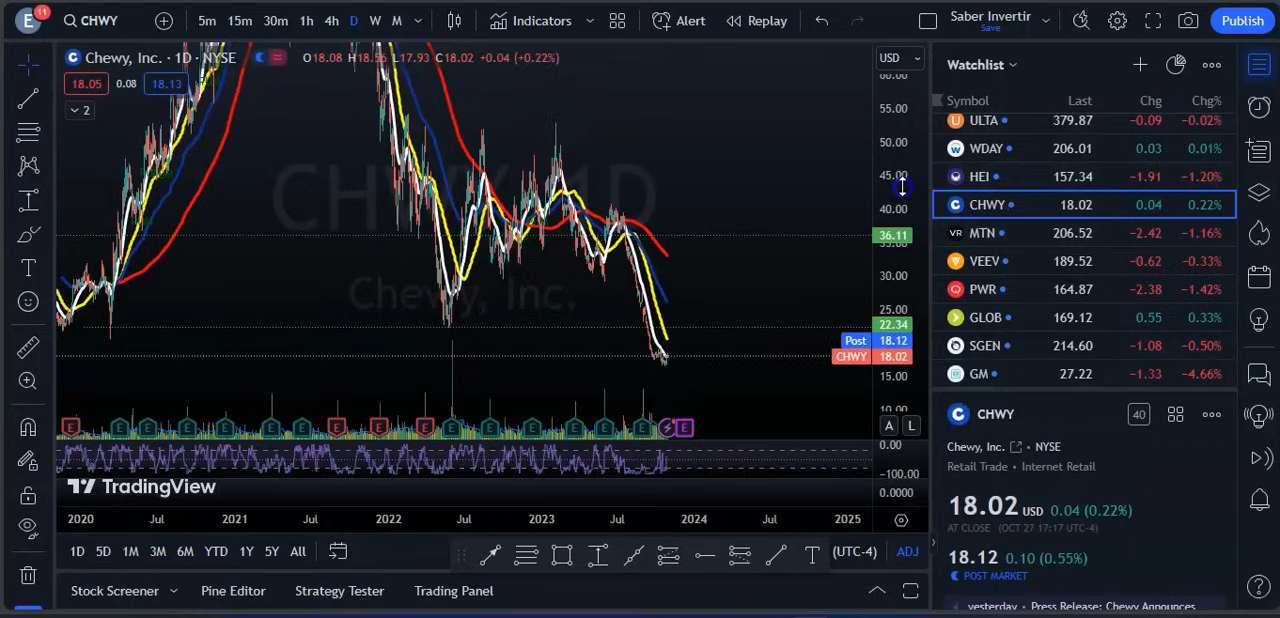 E 11 CHWY 5m 15m 30m 1h 4h D W M Indicators Alert Replay Saber Invertir Save Publish
Chewy, Inc. · 1D · NYSE O18.08 H18.56 L17.93 C18.02 +0.04 (+0.22%)
18.05 0.08 18.13
2
USD
60.00
55.00
50.00
45.00
40.00
36.11
35.00
30.00
25.00
22.34
Post 18.12
CHWY 18.02
15.00
10.00
CHWY, 1D
Chewy, Inc.
E E E E E E E E E E E E E E E E
A L
0.00
−100.00
0.0000
TradingView
2020 Jul 2021 Jul 2022 Jul 2023 Jul 2024 Jul 2025
1D 5D 1M 3M 6M YTD 1Y 5Y All (UTC-4) ADJ
Stock Screener Pine Editor Strategy Tester Trading Panel
Watchlist
Symbol Last Chg Chg%
ULTA 379.87 −0.09 −0.02%
WDAY 206.01 0.03 0.01%
HEI 157.34 −1.91 −1.20%
CHWY 18.02 0.04 0.22%
MTN 206.52 −2.42 −1.16%
VEEV 189.52 −0.62 −0.33%
PWR 164.87 −2.38 −1.42%
GLOB 169.12 0.55 0.33%
SGEN 214.60 −1.08 −0.50%
GM 27.22 −1.33 −4.66%
CHWY 40
Chewy, Inc. · NYSE
Retail Trade · Internet Retail
18.02 USD 0.04 (0.22%)
AT CLOSE (OCT 27 17:17 UTC-4)
18.12 0.10 (0.55%)
POST MARKET
yesterday · Press Release: Chewy Announces